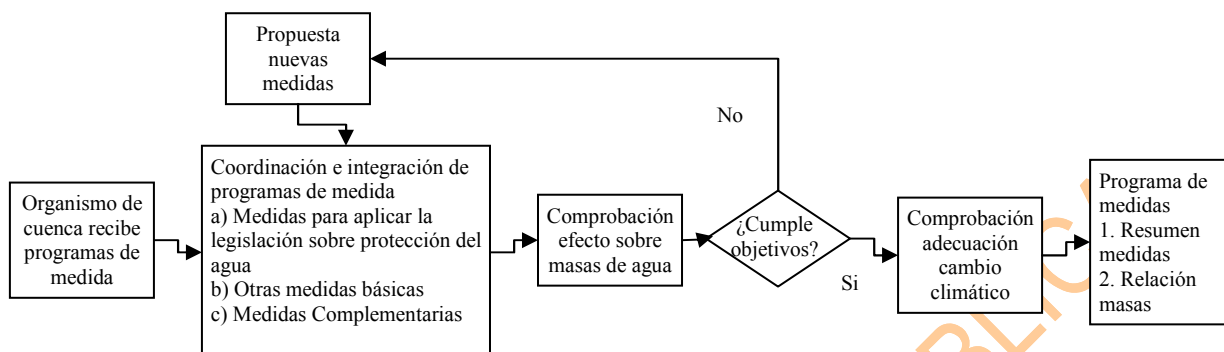 Propuesta
nuevas
medidas
No
Organismo de
cuenca recibe
programas de
medida
Coordinación e integración de
programas de medida
a) Medidas para aplicar la
legislación sobre protección del
agua
b) Otras medidas básicas
c) Medidas Complementarias
Comprobación
efecto sobre
masas de agua
¿Cumple
objetivos?
Si
Comprobación
adecuación
cambio
climático
Programa de
medidas
1. Resumen
medidas
2. Relación
masas